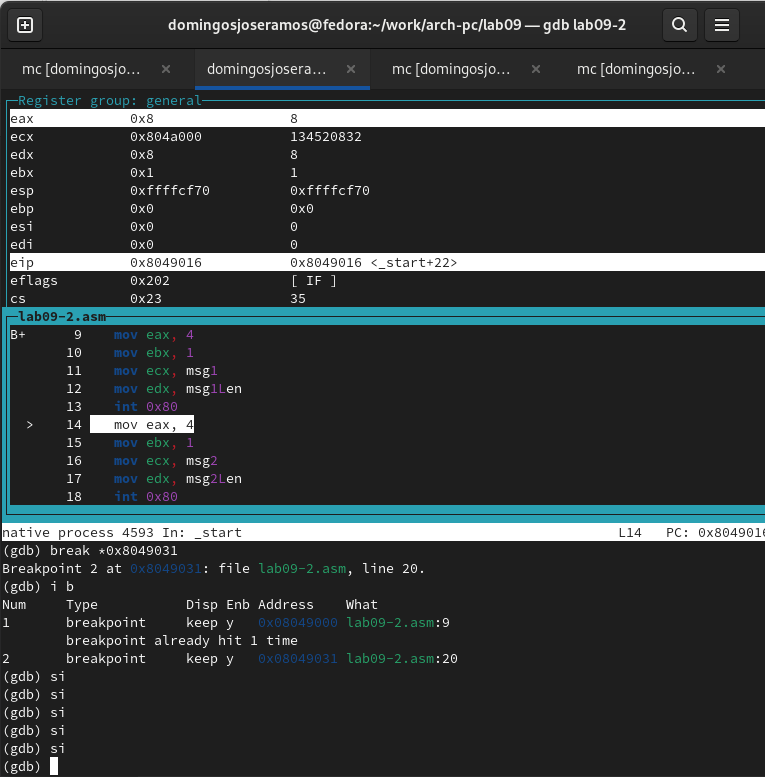 domingosjoseramos@fedora:~/work/arch-pc/lab09 — gdb lab09-2
mc [domingosjo… × domingosjosera… × mc [domingosjo… × mc [domingosjo… ×
Register group: general
eax 0x8 8
ecx 0x804a000 134520832
edx 0x8 8
ebx 0x1 1
esp 0xffffcf70 0xffffcf70
ebp 0x0 0x0
esi 0x0 0
edi 0x0 0
eip 0x8049016 0x8049016 <_start+22>
eflags 0x202 [ IF ]
cs 0x23 35
lab09-2.asm
B+ 9 mov eax, 4
10 mov ebx, 1
11 mov ecx, msg1
12 mov edx, msg1Len
13 int 0x80
> 14 mov eax, 4
15 mov ebx, 1
16 mov ecx, msg2
17 mov edx, msg2Len
18 int 0x80
native process 4593 In: _start L14 PC: 0x8049016
(gdb) break *0x8049031
Breakpoint 2 at 0x8049031: file lab09-2.asm, line 20.
(gdb) i b
Num Type Disp Enb Address What
1 breakpoint keep y 0x08049000 lab09-2.asm:9
breakpoint already hit 1 time
2 breakpoint keep y 0x08049031 lab09-2.asm:20
(gdb) si
(gdb) si
(gdb) si
(gdb) si
(gdb) si
(gdb)